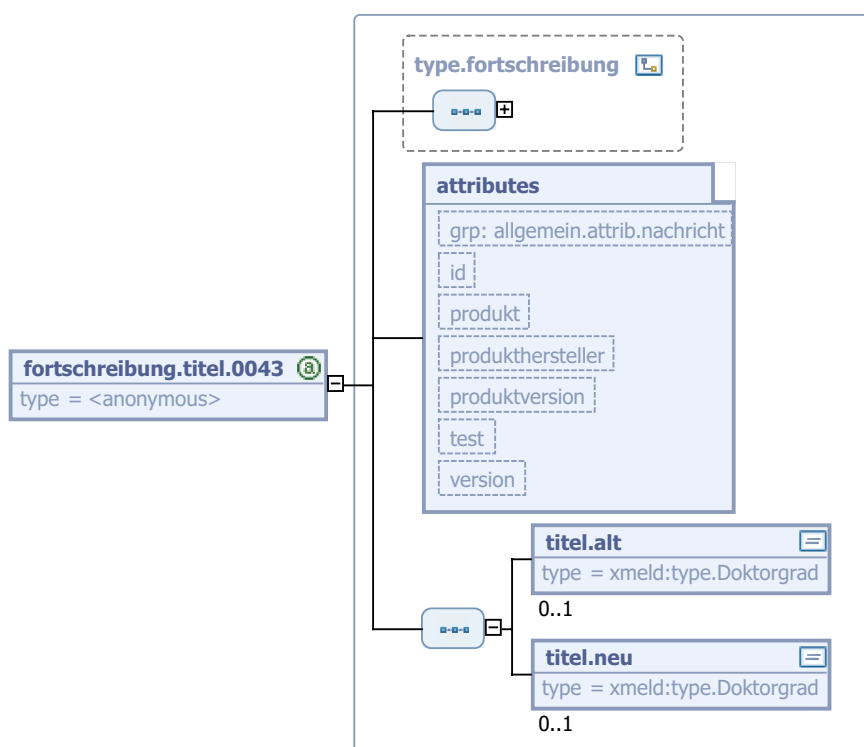 type.fortschreibung
attributes
grp: allgemein.attrib.nachricht
id
produkt
produkthersteller
produktversion
test
version
fortschreibung.titel.0043 @
type = <anonymous>
titel.alt
type = xmeld:type.Doktorgrad
0..1
titel.neu
type = xmeld:type.Doktorgrad
0..1